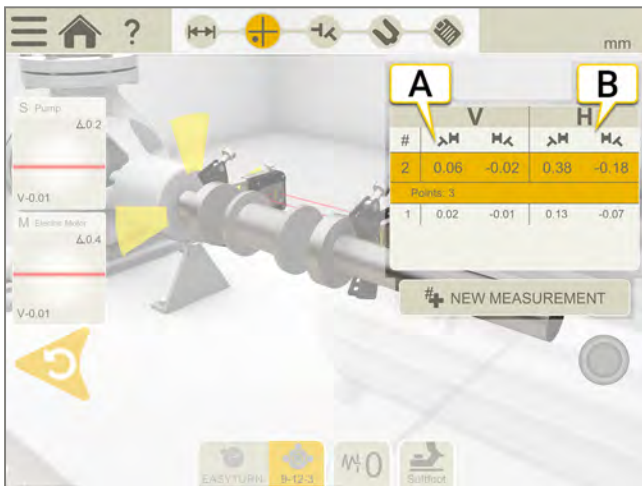 ?
mm
S Pump
∡0.2
V-0.01
M Electric Motor
∡0.4
V-0.01
A
B
V H
#
2 0.06 -0.02 0.38 -0.18
Points: 3
1 0.02 -0.01 0.13 -0.07
# NEW MEASUREMENT
EASYTURN
9-12-3
0
Softfoot